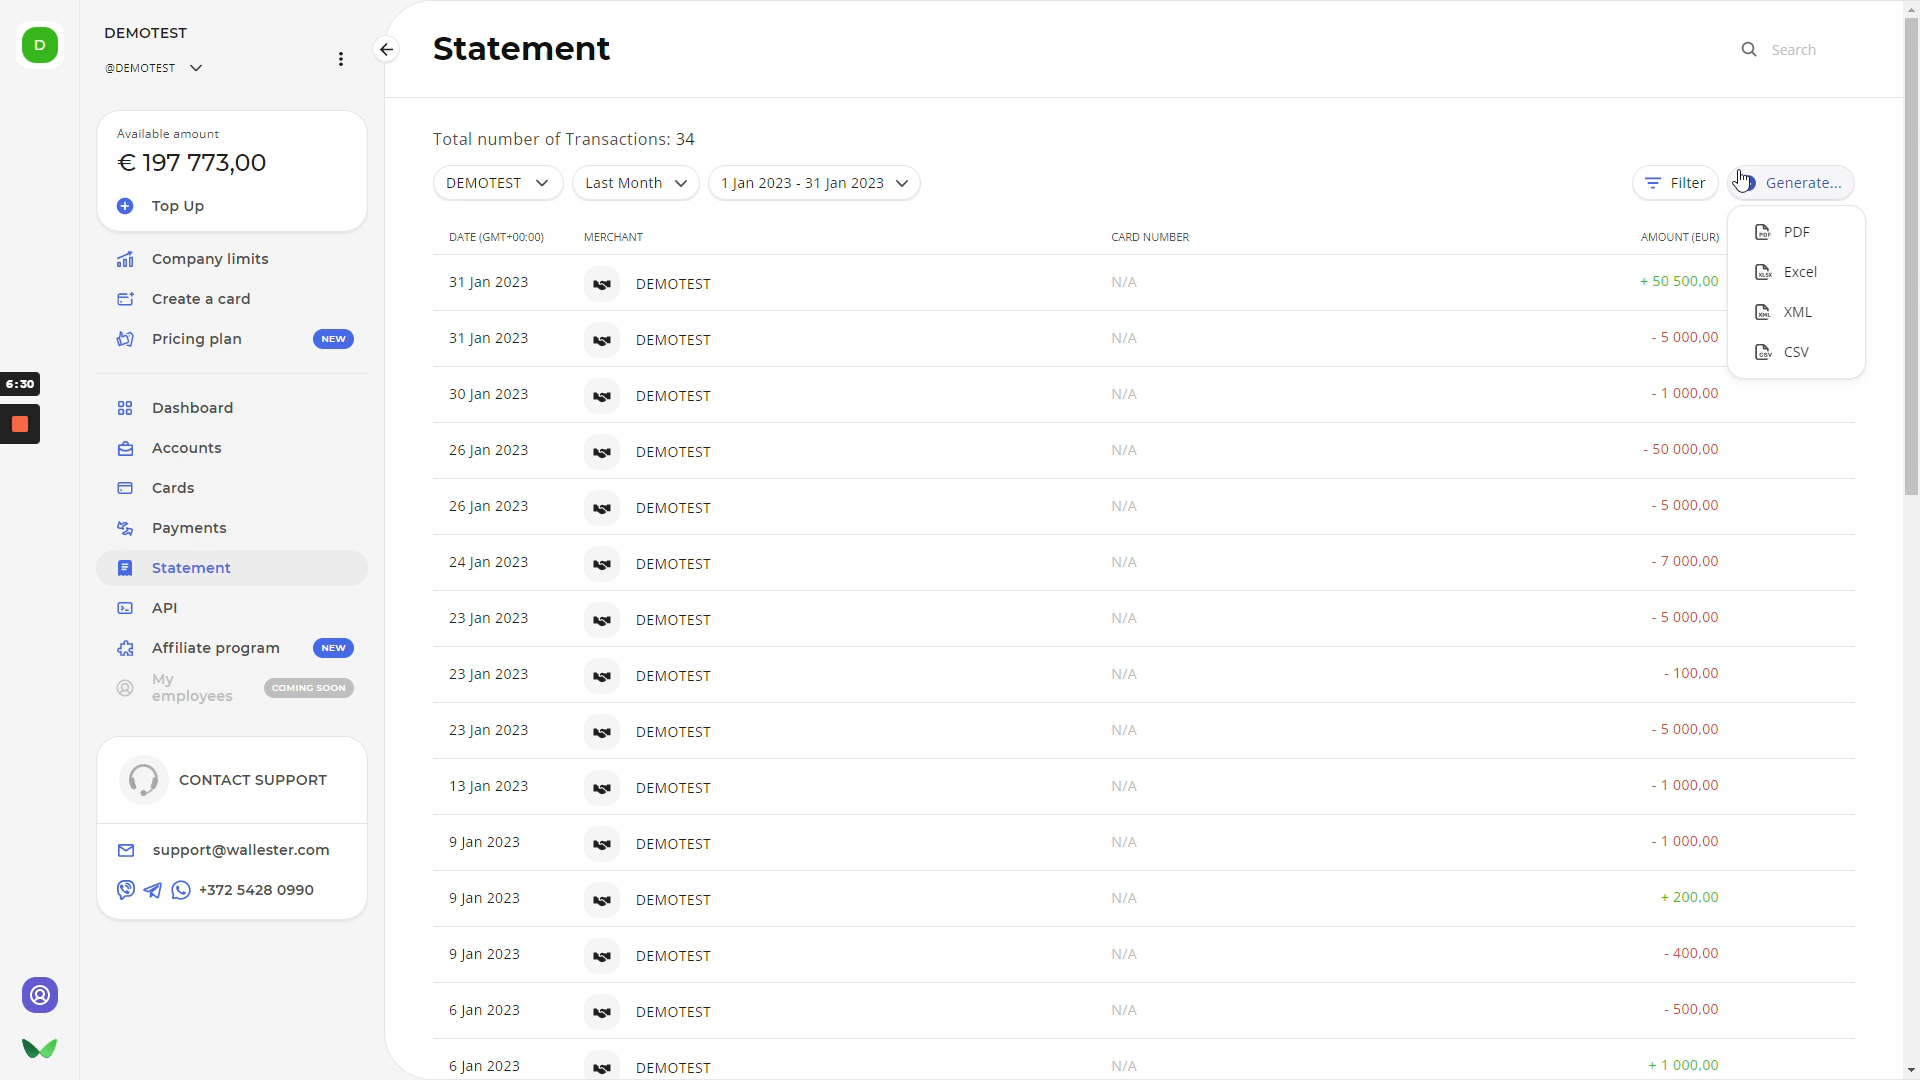 D
DEMOTEST
@DEMOTEST
Available amount
€ 197 773,00
Top Up
Company limits
Create a card
Pricing plan NEW
6:30
Dashboard
Accounts
Cards
Payments
Statement
API
Affiliate program NEW
My employees COMING SOON
CONTACT SUPPORT
support@wallester.com
+372 5428 0990
Statement
Search
Total number of Transactions: 34
DEMOTEST Last Month 1 Jan 2023 - 31 Jan 2023 Filter Generate...
PDF
Excel
XML
CSV
DATE (GMT+00:00) MERCHANT CARD NUMBER AMOUNT (EUR)
31 Jan 2023 DEMOTEST N/A + 50 500,00
31 Jan 2023 DEMOTEST N/A - 5 000,00
30 Jan 2023 DEMOTEST N/A - 1 000,00
26 Jan 2023 DEMOTEST N/A - 50 000,00
26 Jan 2023 DEMOTEST N/A - 5 000,00
24 Jan 2023 DEMOTEST N/A - 7 000,00
23 Jan 2023 DEMOTEST N/A - 5 000,00
23 Jan 2023 DEMOTEST N/A - 100,00
23 Jan 2023 DEMOTEST N/A - 5 000,00
13 Jan 2023 DEMOTEST N/A - 1 000,00
9 Jan 2023 DEMOTEST N/A - 1 000,00
9 Jan 2023 DEMOTEST N/A + 200,00
9 Jan 2023 DEMOTEST N/A - 400,00
6 Jan 2023 DEMOTEST N/A - 500,00
6 Jan 2023 DEMOTEST N/A + 1 000,00